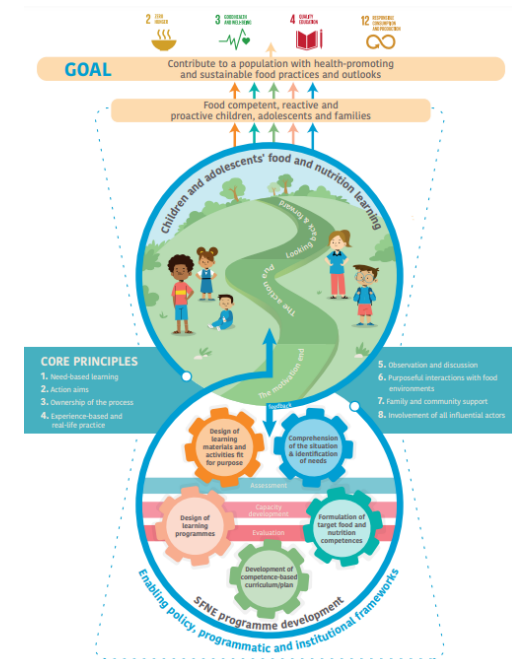 2 ZERO
HUNGER
3 GOOD HEALTH
AND WELL-BEING
4 QUALITY
EDUCATION
12 RESPONSIBLE
CONSUMPTION
AND PRODUCTION
GOAL
Contribute to a population with health-promoting
and sustainable food practices and outlooks
Food competent, reactive and
proactive children, adolescents and families
Children and adolescents' food and nutrition learning
Looking back & forward
The action
The motivation
feedback
CORE PRINCIPLES
1. Need-based learning
2. Action aims
3. Ownership of the process
4. Experience-based and
real-life practice
5. Observation and discussion
6. Purposeful interactions with food
environments
7. Family and community support
8. Involvement of all influential actors
Design of
learning
materials and
activities fit
for purpose
Comprehension
of the situation
& identification
of needs
Assessment
Capacity
development
Evaluation
Design of
learning
programmes
Formulation of
target food and
nutrition
competences
Development of
competence-based
curriculum/plan
SFNE programme development
Enabling policy, programmatic and institutional frameworks